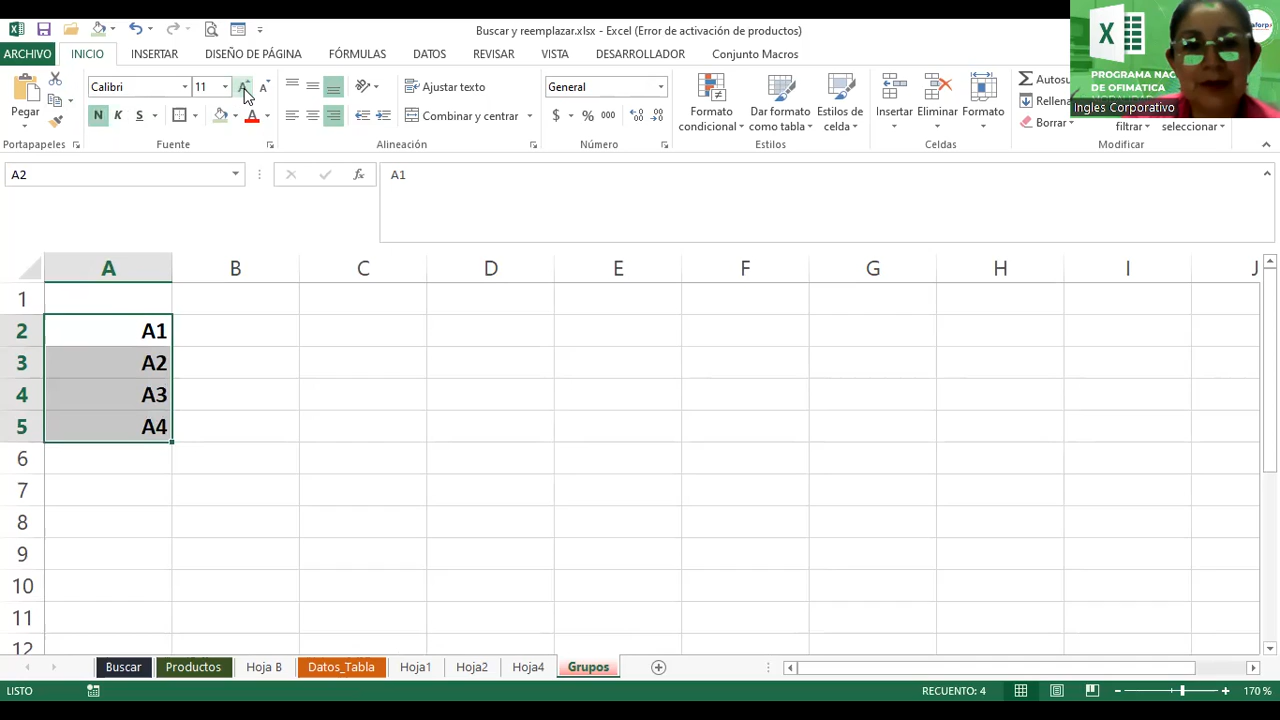 Buscar y reemplazar.xlsx - Excel (Error de activación de productos)
ARCHIVO INICIO INSERTAR DISEÑO DE PÁGINA FÓRMULAS DATOS REVISAR VISTA DESARROLLADOR Conjunto Macros
PROGRAMA NAC
DE OFIMÁTICA
Ingles Corporativo
Calibri 11 Ajustar texto General
Pegar N K S Combinar y centrar $ % 000
Formato condicional Dar formato como tabla Estilos de celda
Insertar Eliminar Formato
Autosu
Rellena
Borrar
filtrar seleccionar
Portapapeles Fuente Alineación Número Estilos Celdas Modificar
A2 fx A1
A B C D E F G H I J
1
2 A1
3 A2
4 A3
5 A4
6
7
8
9
10
11
12
Buscar Productos Hoja B Datos_Tabla Hoja1 Hoja2 Hoja4 Grupos
LISTO RECUENTO: 4 170 %